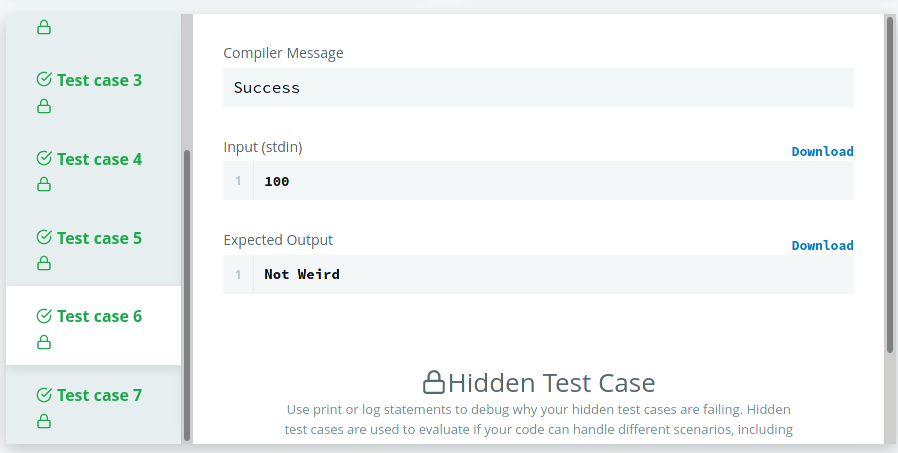 Test case 3
Test case 4
Test case 5
Test case 6
Test case 7
Compiler Message
Success
Input (stdin)
Download
1 100
Expected Output
Download
1 Not Weird
Hidden Test Case
Use print or log statements to debug why your hidden test cases are failing. Hidden
test cases are used to evaluate if your code can handle different scenarios, including